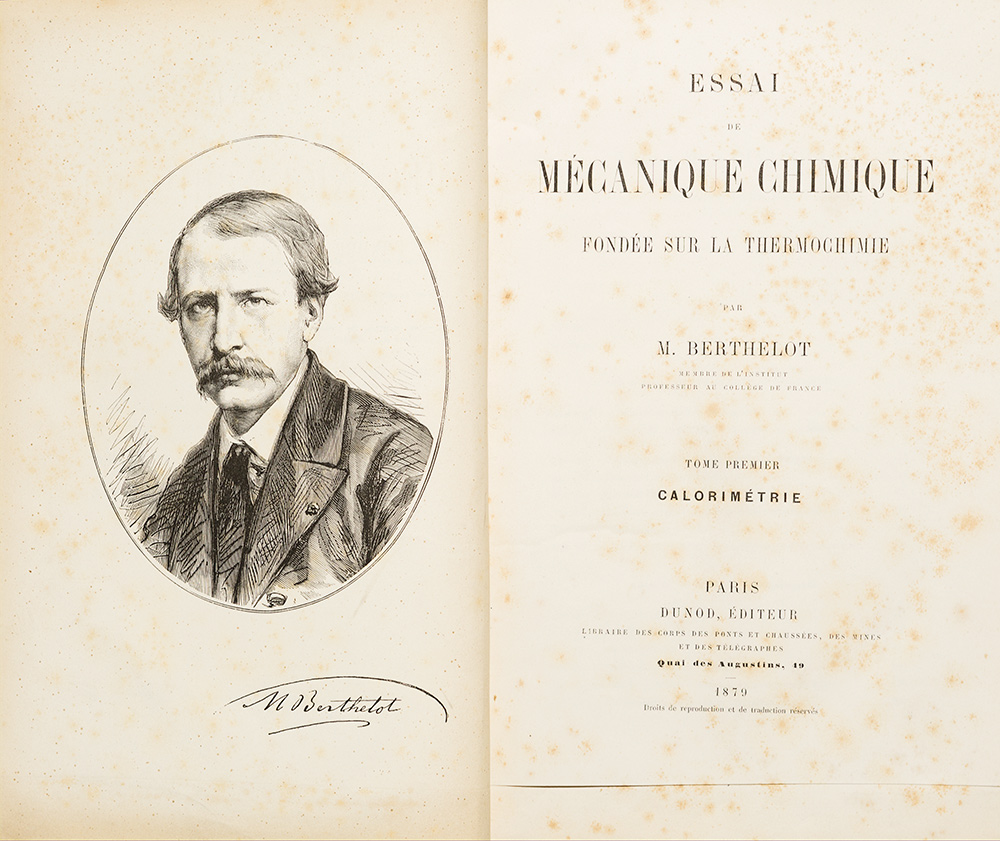 M Berthelot
ESSAI
DE
MÉCANIQUE CHIMIQUE
FONDÉE SUR LA THERMOCHIMIE
PAR
M. BERTHELOT
MEMBRE DE L'INSTITUT
PROFESSEUR AU COLLÈGE DE FRANCE
TOME PREMIER
CALORIMÉTRIE
PARIS
DUNOD, ÉDITEUR
LIBRAIRE DES CORPS DES PONTS ET CHAUSSÉES, DES MINES
ET DES TÉLÉGRAPHES
Quai des Augustins, 49
1879
Droits de reproduction et de traduction réservés